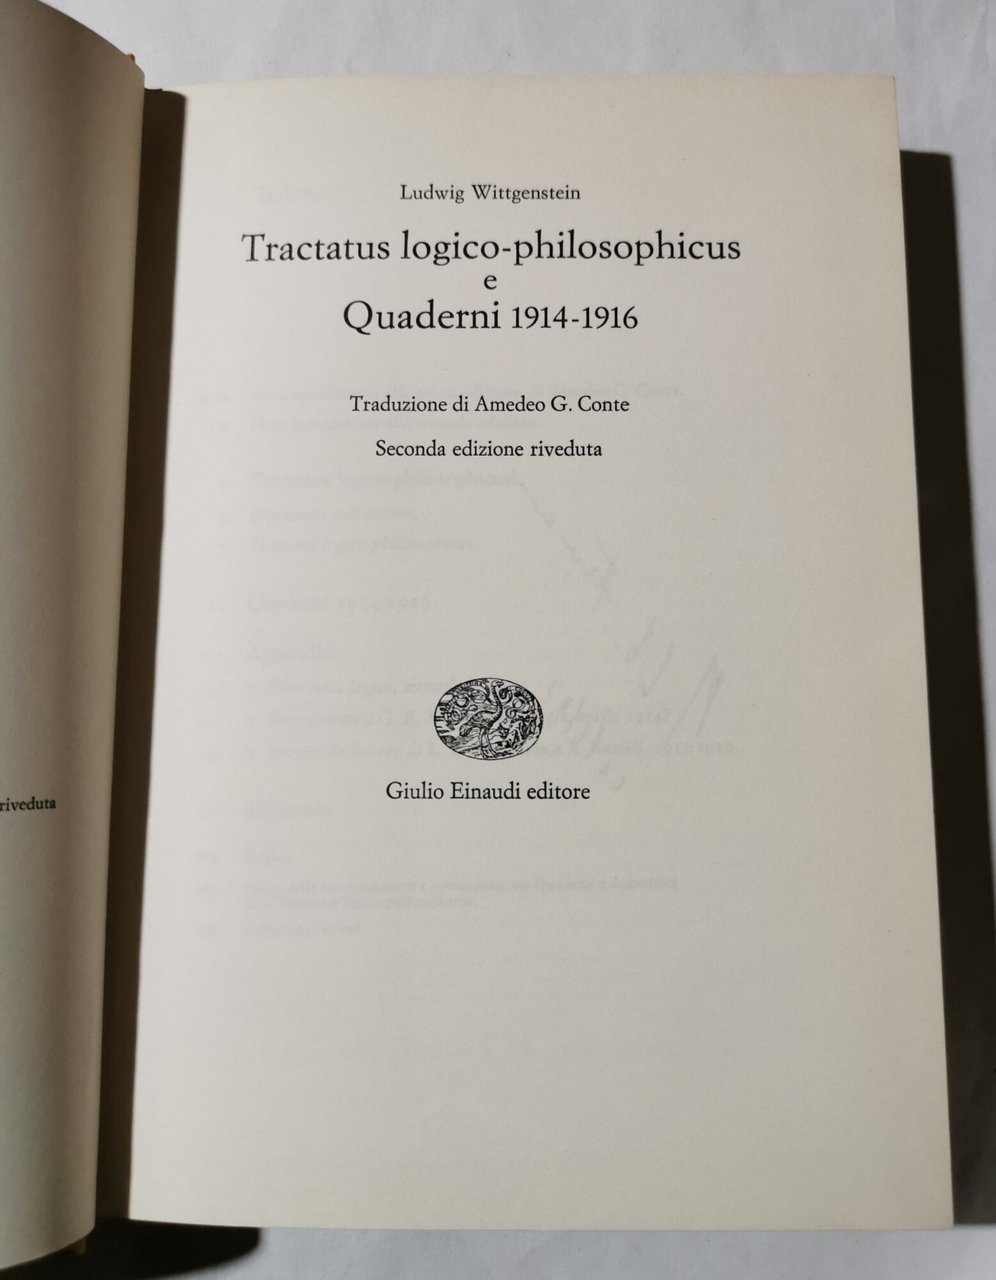 riveduta
Ludwig Wittgenstein
Tractatus logico-philosophicus
e
Quaderni 1914-1916
Traduzione di Amedeo G. Conte
Seconda edizione riveduta
Giulio Einaudi editore